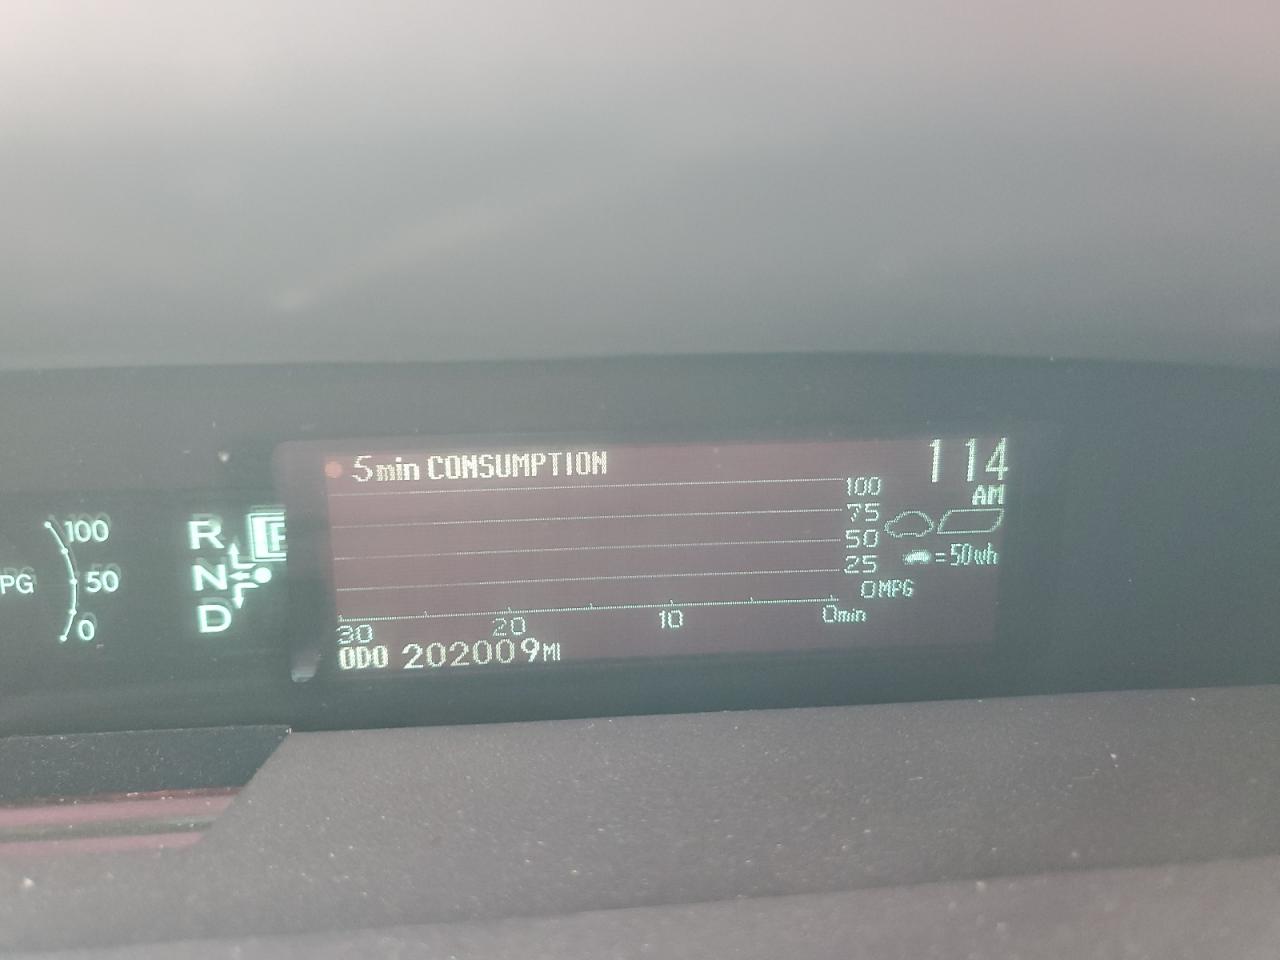 5min CONSUMPTION
1 14
AM
100
75
50
25
0MPG
= 50wh
30 20 10 0min
ODO 202009MI
PG
100
50
0
R
N
D
P